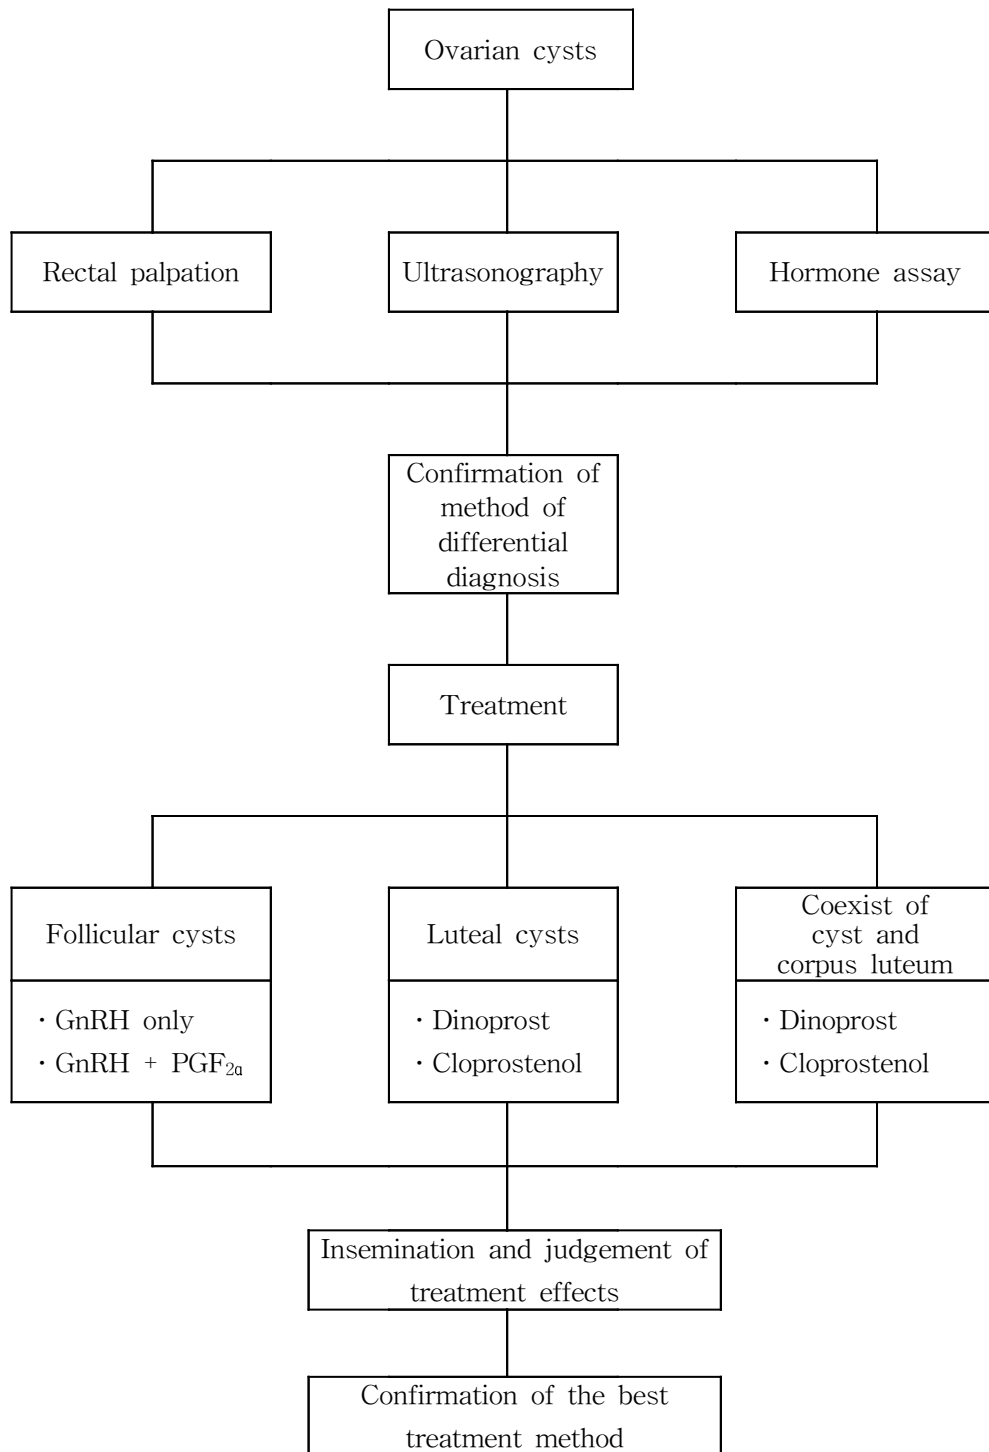 Ovarian cysts
Rectal palpation
Ultrasonography
Hormone assay
Confirmation of
method of
differential
diagnosis
Treatment
Follicular cysts
· GnRH only
· GnRH + PGF₂α
Luteal cysts
· Dinoprost
· Cloprostenol
Coexist of
cyst and
corpus luteum
· Dinoprost
· Cloprostenol
Insemination and judgement of
treatment effects
Confirmation of the best
treatment method